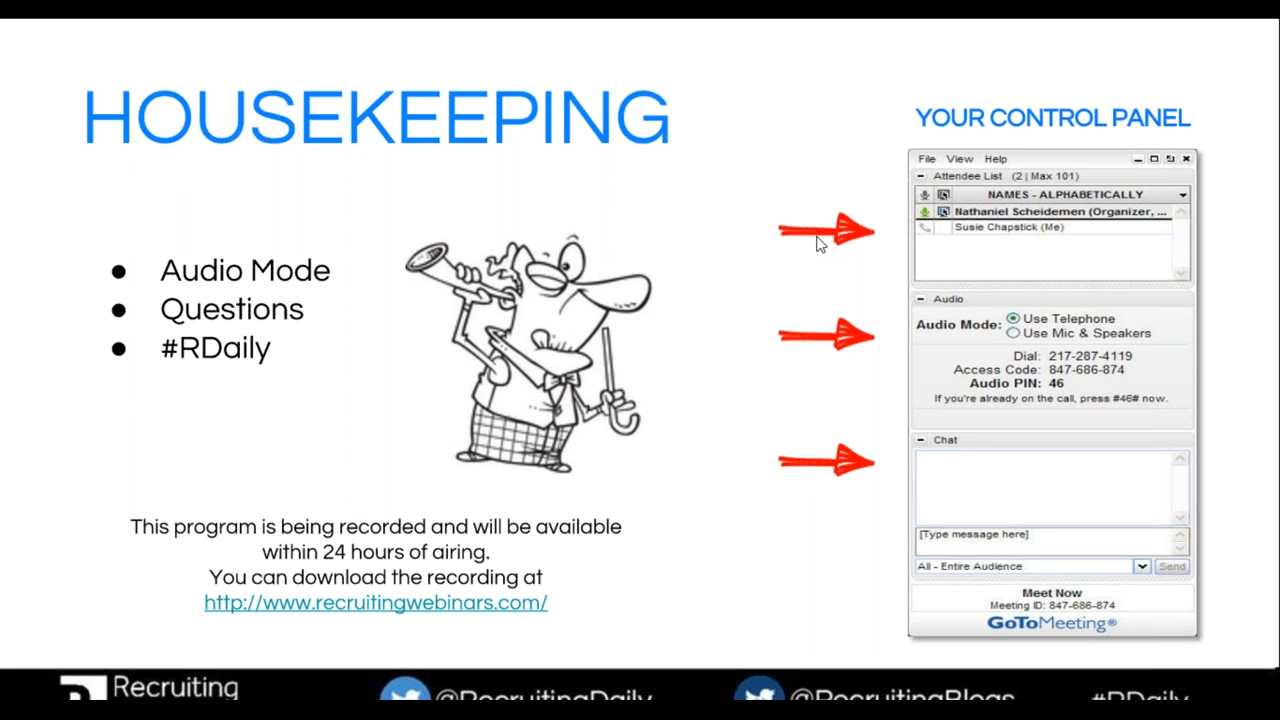 HOUSEKEEPING
● Audio Mode
● Questions
● #RDaily
This program is being recorded and will be available
within 24 hours of airing.
You can download the recording at
http://www.recruitingwebinars.com/
YOUR CONTROL PANEL
File View Help
Attendee List (2 | Max 101)
NAMES - ALPHABETICALLY
Nathaniel Scheidemen (Organizer, ...
Susie Chapstick (Me)
Audio
Audio Mode: Use Telephone
Use Mic & Speakers
Dial: 217-287-4119
Access Code: 847-686-874
Audio PIN: 46
If you're already on the call, press #46# now.
Chat
[Type message here]
All - Entire Audience Send
Meet Now
Meeting ID: 847-686-874
GoToMeeting®
Recruiting @RecruitingDaily @RecruitingBlogs #RDaily